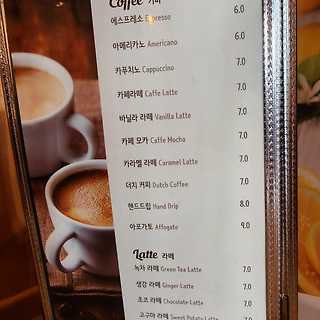 Coffee 커피
에스프레소 Espresso 6.0
아메리카노 Americano 6.0
카푸치노 Cappuccino 7.0
카페라떼 Caffe Latte 7.0
바닐라 라떼 Vanilla Latte 7.0
카페 모카 Caffe Mocha 7.0
카라멜 라떼 Caramel Latte 7.0
더치 커피 Dutch Coffee 7.0
핸드드립 Hand Drip 8.0
아포가토 Affogato 9.0
Latte 라떼
녹차 라떼 Green Tea Latte 7.0
생강 라떼 Ginger Latte 7.0
초코 라떼 Chocolate Latte 7.0
고구마 라떼 Sweet Potato Latte 7.0